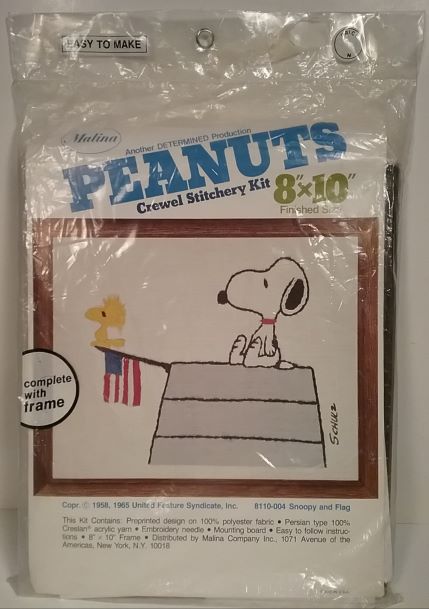 EASY TO MAKE
Malina
Another DETERMINED Production
PEANUTS
Crewel Stitchery Kit
8"×10"
Finished Size
complete
with
frame
SCHULZ
Copr. © 1958, 1965 United Feature Syndicate, Inc. 8110-004 Snoopy and Flag
This Kit Contains: Preprinted design on 100% polyester fabric • Persian type 100%
Creslan® acrylic yarn • Embroidery needle • Mounting board • Easy to follow instruc-
tions • 8" × 10" Frame • Distributed by Malina Company Inc., 1071 Avenue of the
Americas, New York, N.Y. 10018